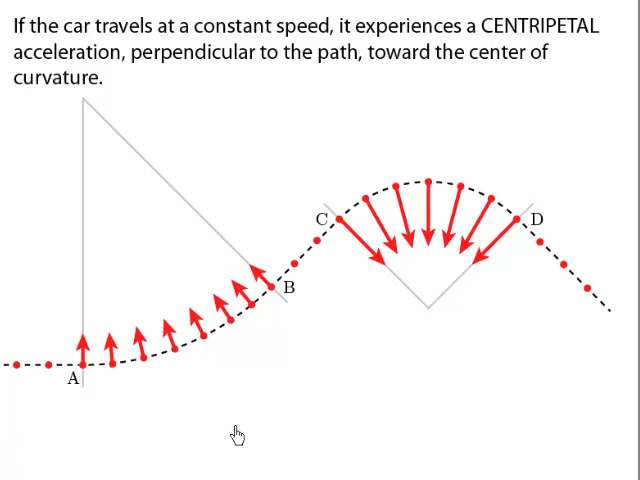 If the car travels at a constant speed, it experiences a CENTRIPETAL
acceleration, perpendicular to the path, toward the center of
curvature.
C
D
B
A